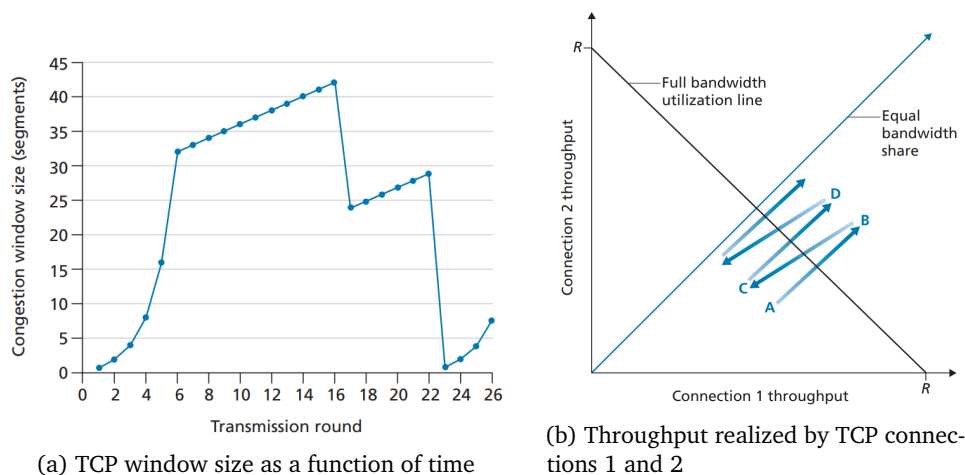 45
40
35
30
25
20
15
10
5
0
Congestion window size (segments)
0 2 4 6 8 10 12 14 16 18 20 22 24 26
Transmission round
(a) TCP window size as a function of time
R
Full bandwidth
utilization line
Equal
bandwidth
share
Connection 2 throughput
D
B
C
A
R
Connection 1 throughput
(b) Throughput realized by TCP connec-
tions 1 and 2